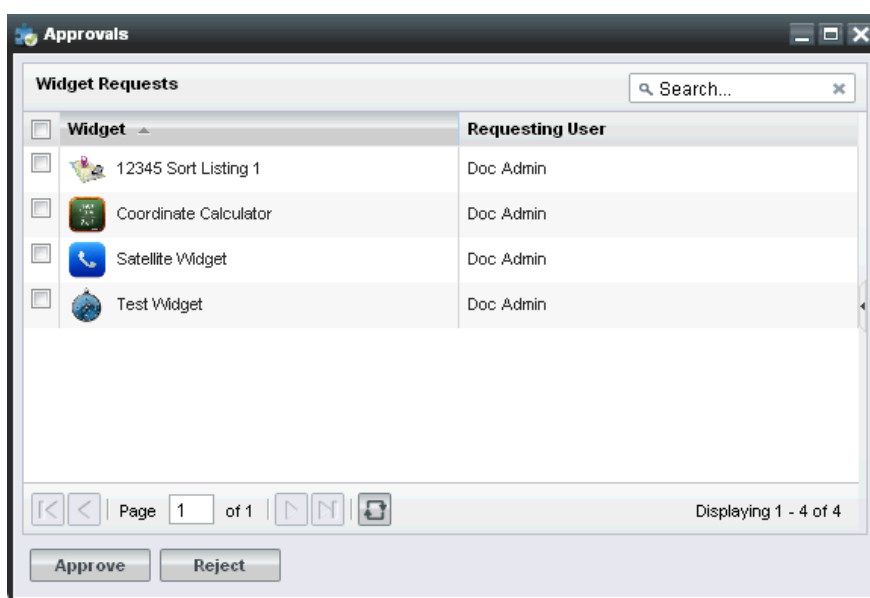 Approvals
Widget Requests
Search...
Widget Requesting User
12345 Sort Listing 1 Doc Admin
Coordinate Calculator Doc Admin
Satellite Widget Doc Admin
Test Widget Doc Admin
Page 1 of 1 Displaying 1 - 4 of 4
Approve Reject